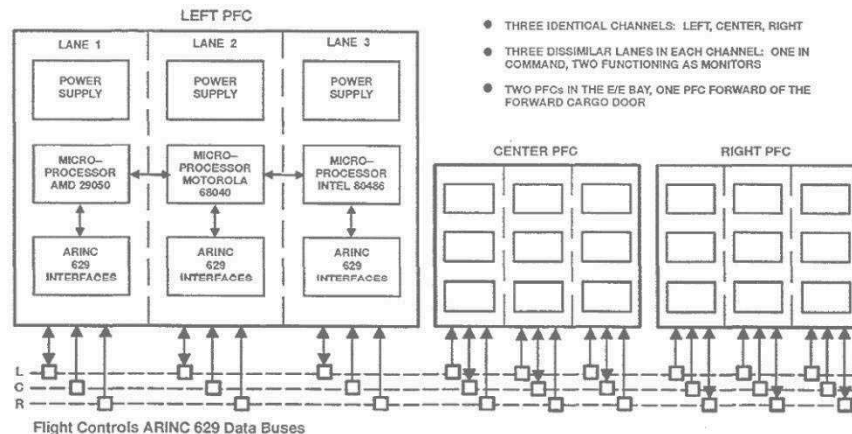 LEFT PFC
LANE 1
LANE 2
LANE 3
POWER
SUPPLY
POWER
SUPPLY
POWER
SUPPLY
MICRO–
PROCESSOR
AMD 29050
MICRO–
PROCESSOR
MOTOROLA
68040
MICRO–
PROCESSOR
INTEL 80486
ARINC
629
INTERFACES
ARINC
629
INTERFACES
ARINC
629
INTERFACES
● THREE IDENTICAL CHANNELS: LEFT, CENTER, RIGHT
● THREE DISSIMILAR LANES IN EACH CHANNEL: ONE IN
COMMAND, TWO FUNCTIONING AS MONITORS
● TWO PFCs IN THE E/E BAY, ONE PFC FORWARD OF THE
FORWARD CARGO DOOR
CENTER PFC
RIGHT PFC
L
C
R
Flight Controls ARINC 629 Data Buses